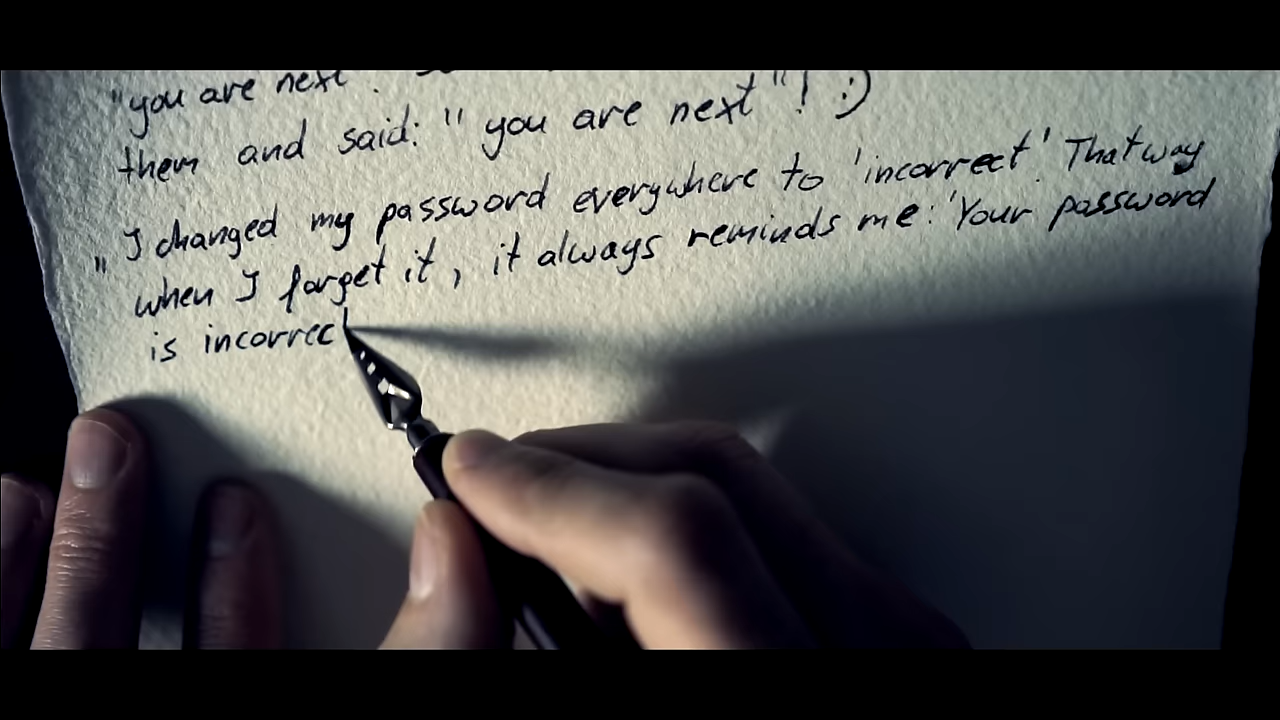 "you are next".
them and said: "you are next"! :)
„I changed my password everywhere to 'incorrect'. That way
when I forget it, it always reminds me: 'Your password
is incorrect